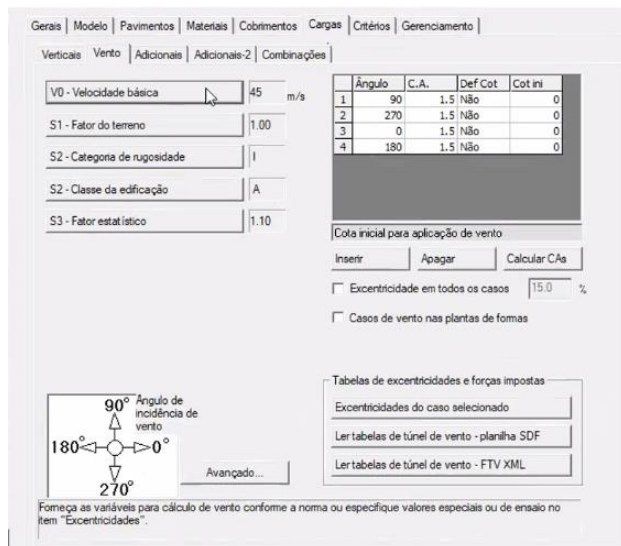 Gerais Modelo Pavimentos Materiais Cobrimentos Cargas Critérios Gerenciamento
Verticais Vento Adicionais Adicionais-2 Combinações
V0 - Velocidade básica 45 m/s
S1 - Fator do terreno 1.00
S2 - Categoria de rugosidade I
S2 - Classe da edificação A
S3 - Fator estatístico 1.10
Ângulo C.A. Def Cot Cot ini
1 90 1.5 Não 0
2 270 1.5 Não 0
3 0 1.5 Não 0
4 180 1.5 Não 0
Cota inicial para aplicação de vento
Inserir Apagar Calcular CAs
Excentricidade em todos os casos 15.0 %
Casos de vento nas plantas de formas
90°
180° 0°
270°
Ângulo de
incidência de
vento
Avançado...
Tabelas de excentricidades e forças impostas
Excentricidades do caso selecionado
Ler tabelas de túnel de vento - planilha SDF
Ler tabelas de túnel de vento - FTV XML
Forneça as variáveis para cálculo de vento conforme a norma ou especifique valores especiais ou de ensaio no
item "Excentricidades".